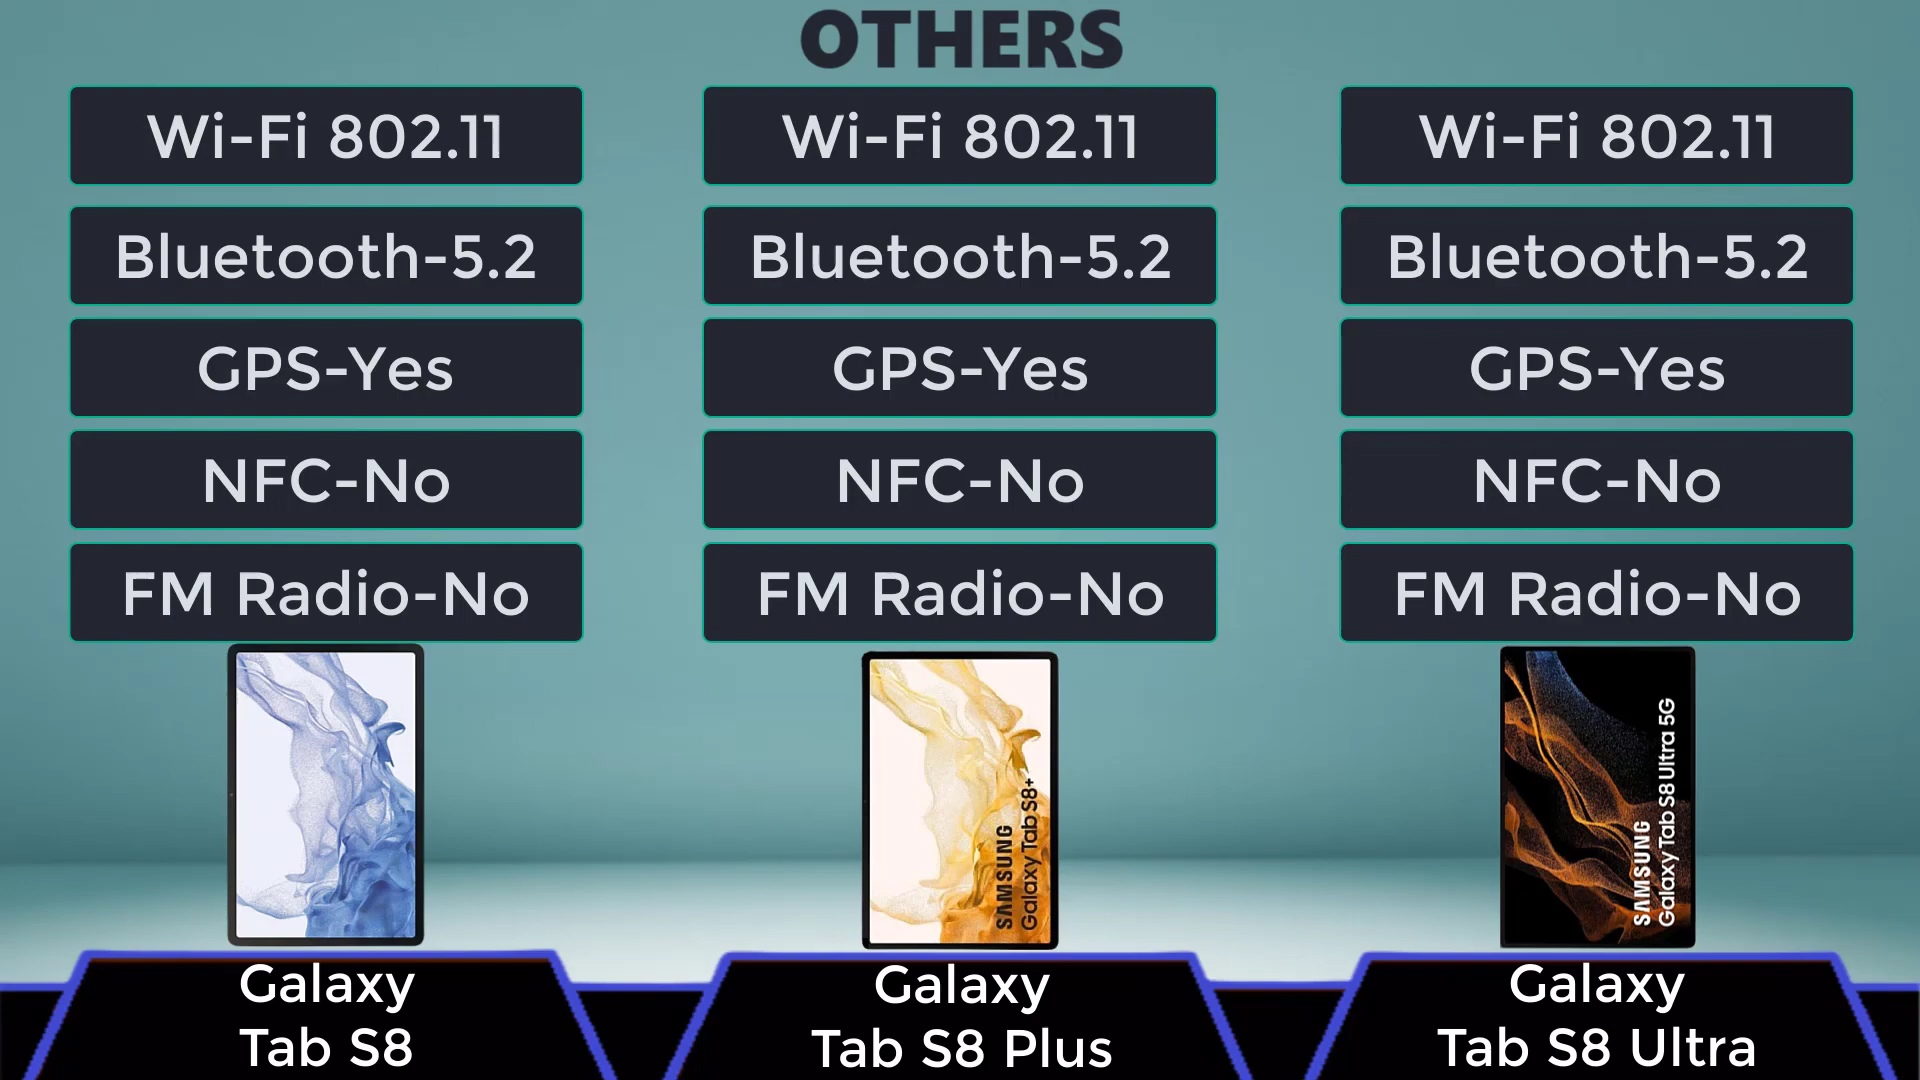 OTHERS
Wi-Fi 802.11
Wi-Fi 802.11
Wi-Fi 802.11
Bluetooth-5.2
Bluetooth-5.2
Bluetooth-5.2
GPS-Yes
GPS-Yes
GPS-Yes
NFC-No
NFC-No
NFC-No
FM Radio-No
FM Radio-No
FM Radio-No
SAMSUNG
Galaxy Tab S8+
SAMSUNG
Galaxy Tab S8 Ultra 5G
Galaxy
Tab S8
Galaxy
Tab S8 Plus
Galaxy
Tab S8 Ultra